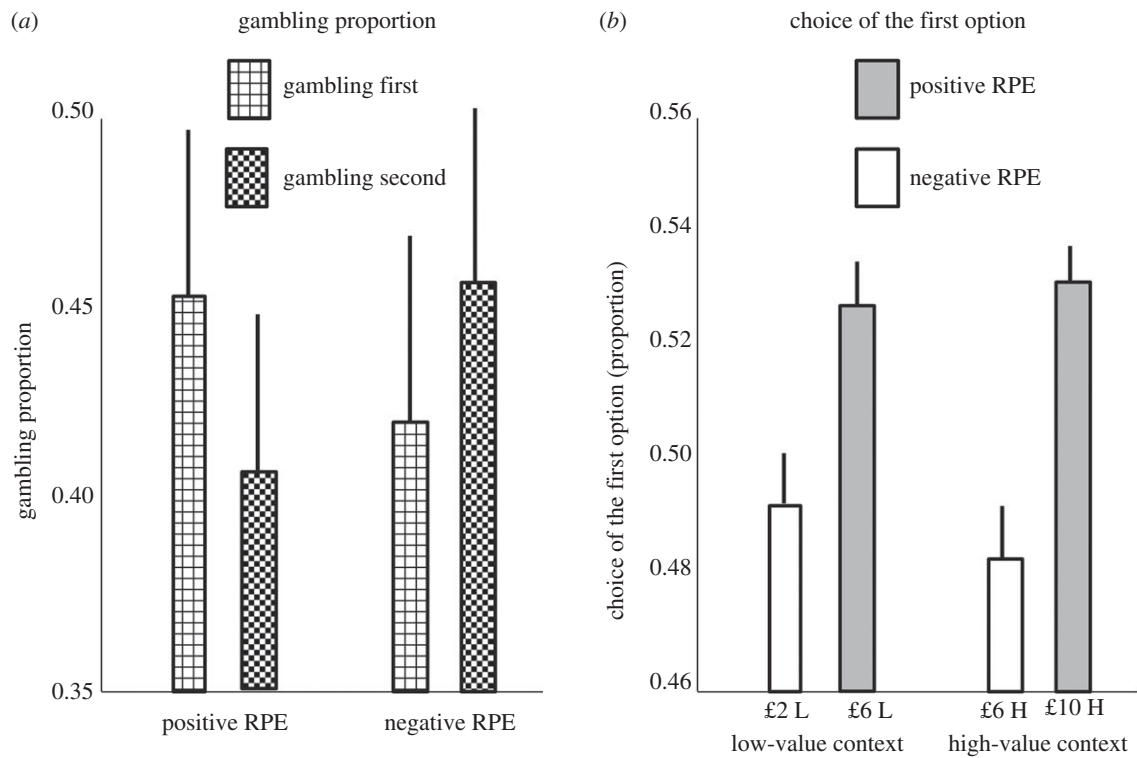 (a) gambling proportion
gambling first
gambling second
0.50
0.45
0.40
0.35
gambling proportion
positive RPE negative RPE
(b) choice of the first option
positive RPE
negative RPE
0.56
0.54
0.52
0.50
0.48
0.46
choice of the first option (proportion)
£2 L £6 L £6 H £10 H
low-value context high-value context